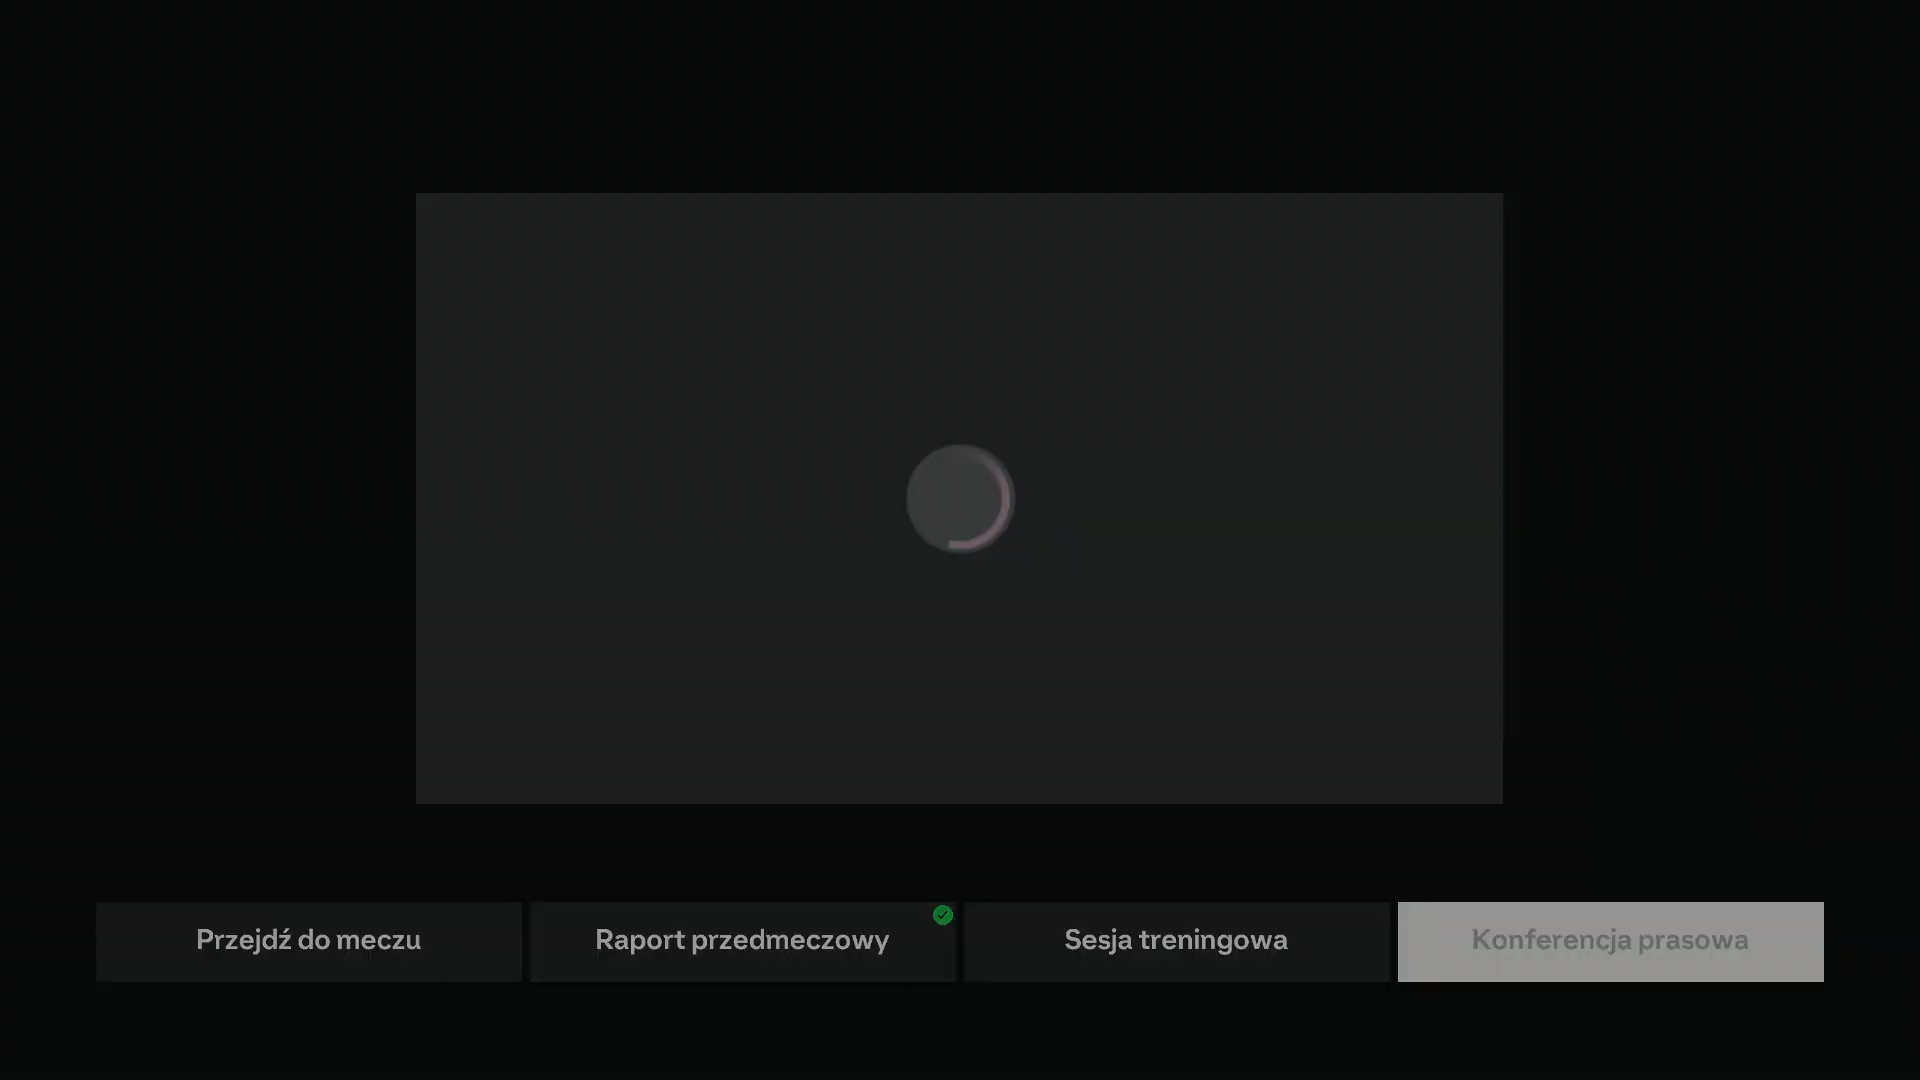 Przejdź do meczu
Raport przedmeczowy
Sesja treningowa
Konferencja prasowa